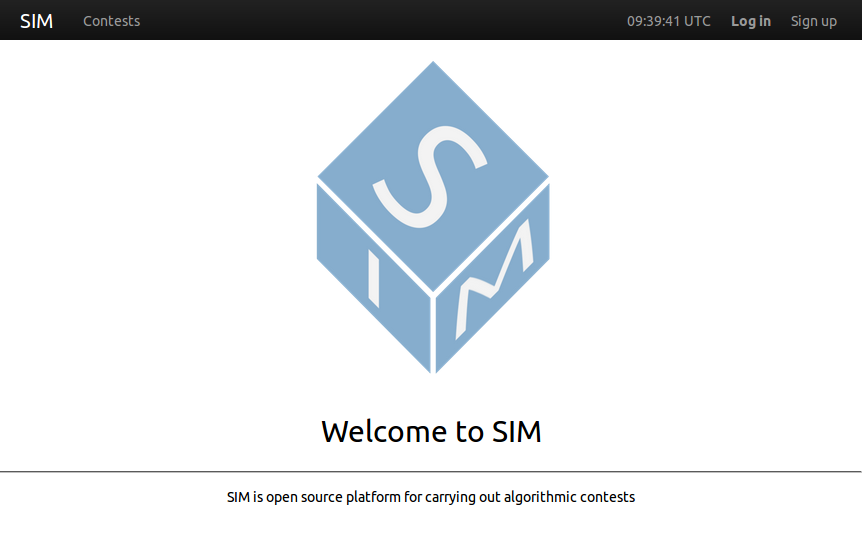 SIM Contests 09:39:41 UTC Log in Sign up
S
I M
Welcome to SIM
SIM is open source platform for carrying out algorithmic contests